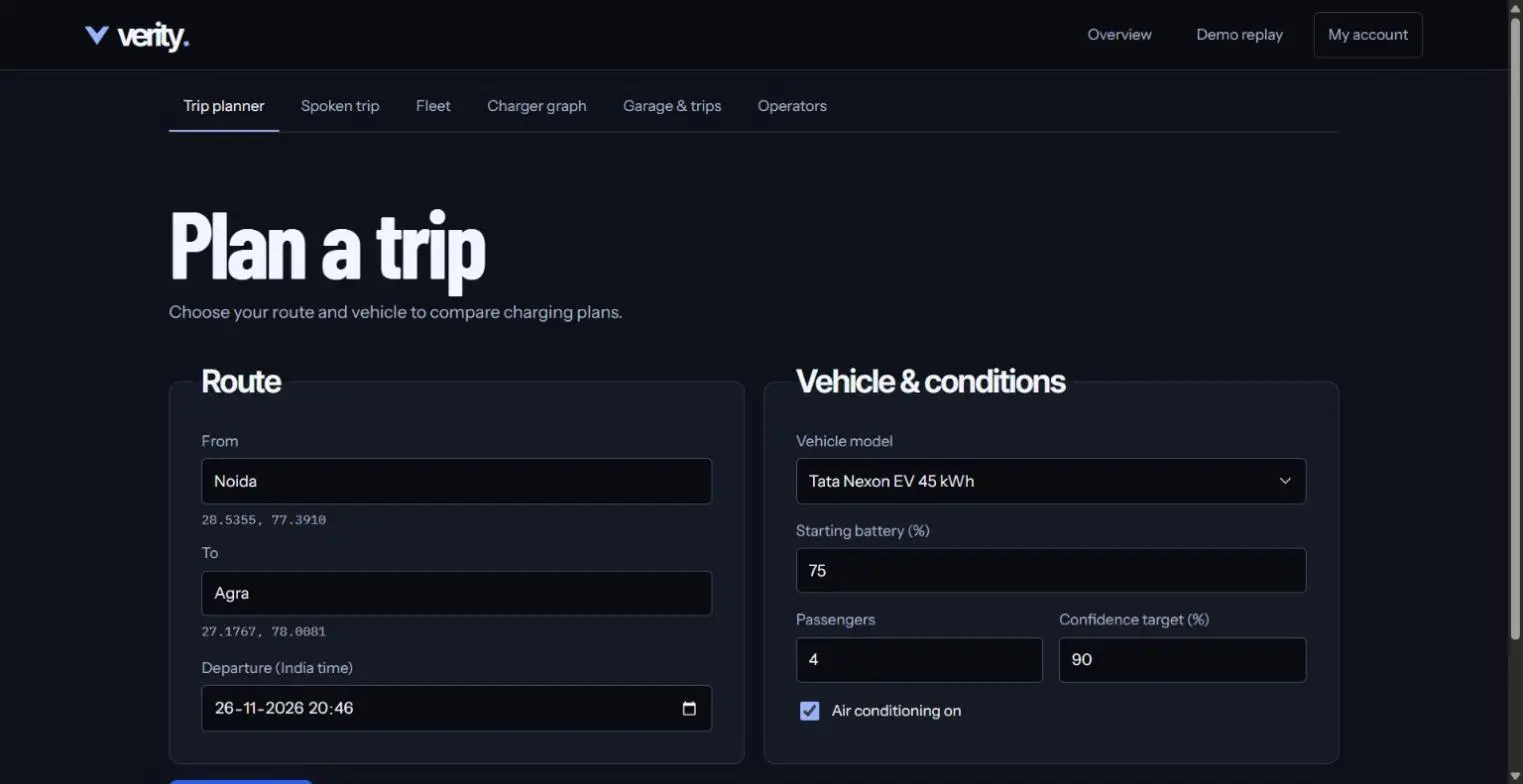 verity.
Overview Demo replay My account
Trip planner Spoken trip Fleet Charger graph Garage & trips Operators
Plan a trip
Choose your route and vehicle to compare charging plans.
Route
From
Noida
28.5355, 77.3910
To
Agra
27.1767, 78.0081
Departure (India time)
26-11-2026 20:46
Vehicle & conditions
Vehicle model
Tata Nexon EV 45 kWh
Starting battery (%)
75
Passengers Confidence target (%)
4 90
Air conditioning on